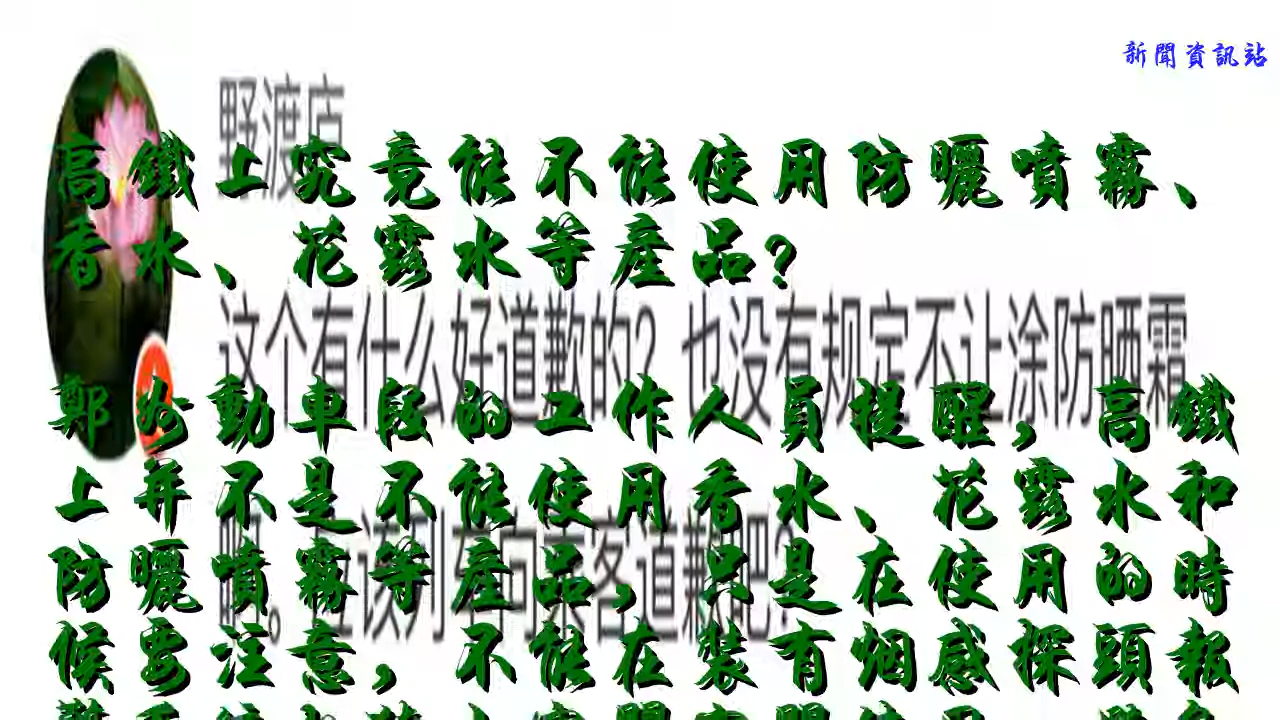 新聞資訊站
野渡
高鐵上究竟能不能使用防曬噴霧、
香水、花露水等產品？
这个有什么好道歉的？也没有规定不让涂防晒霜
鄭州動車段的工作人員提醒，高鐵
上并不是不能使用香水、花露水和
防曬噴霧等產品，只是在使用的時
候要注意，不能在裝有烟感探頭報